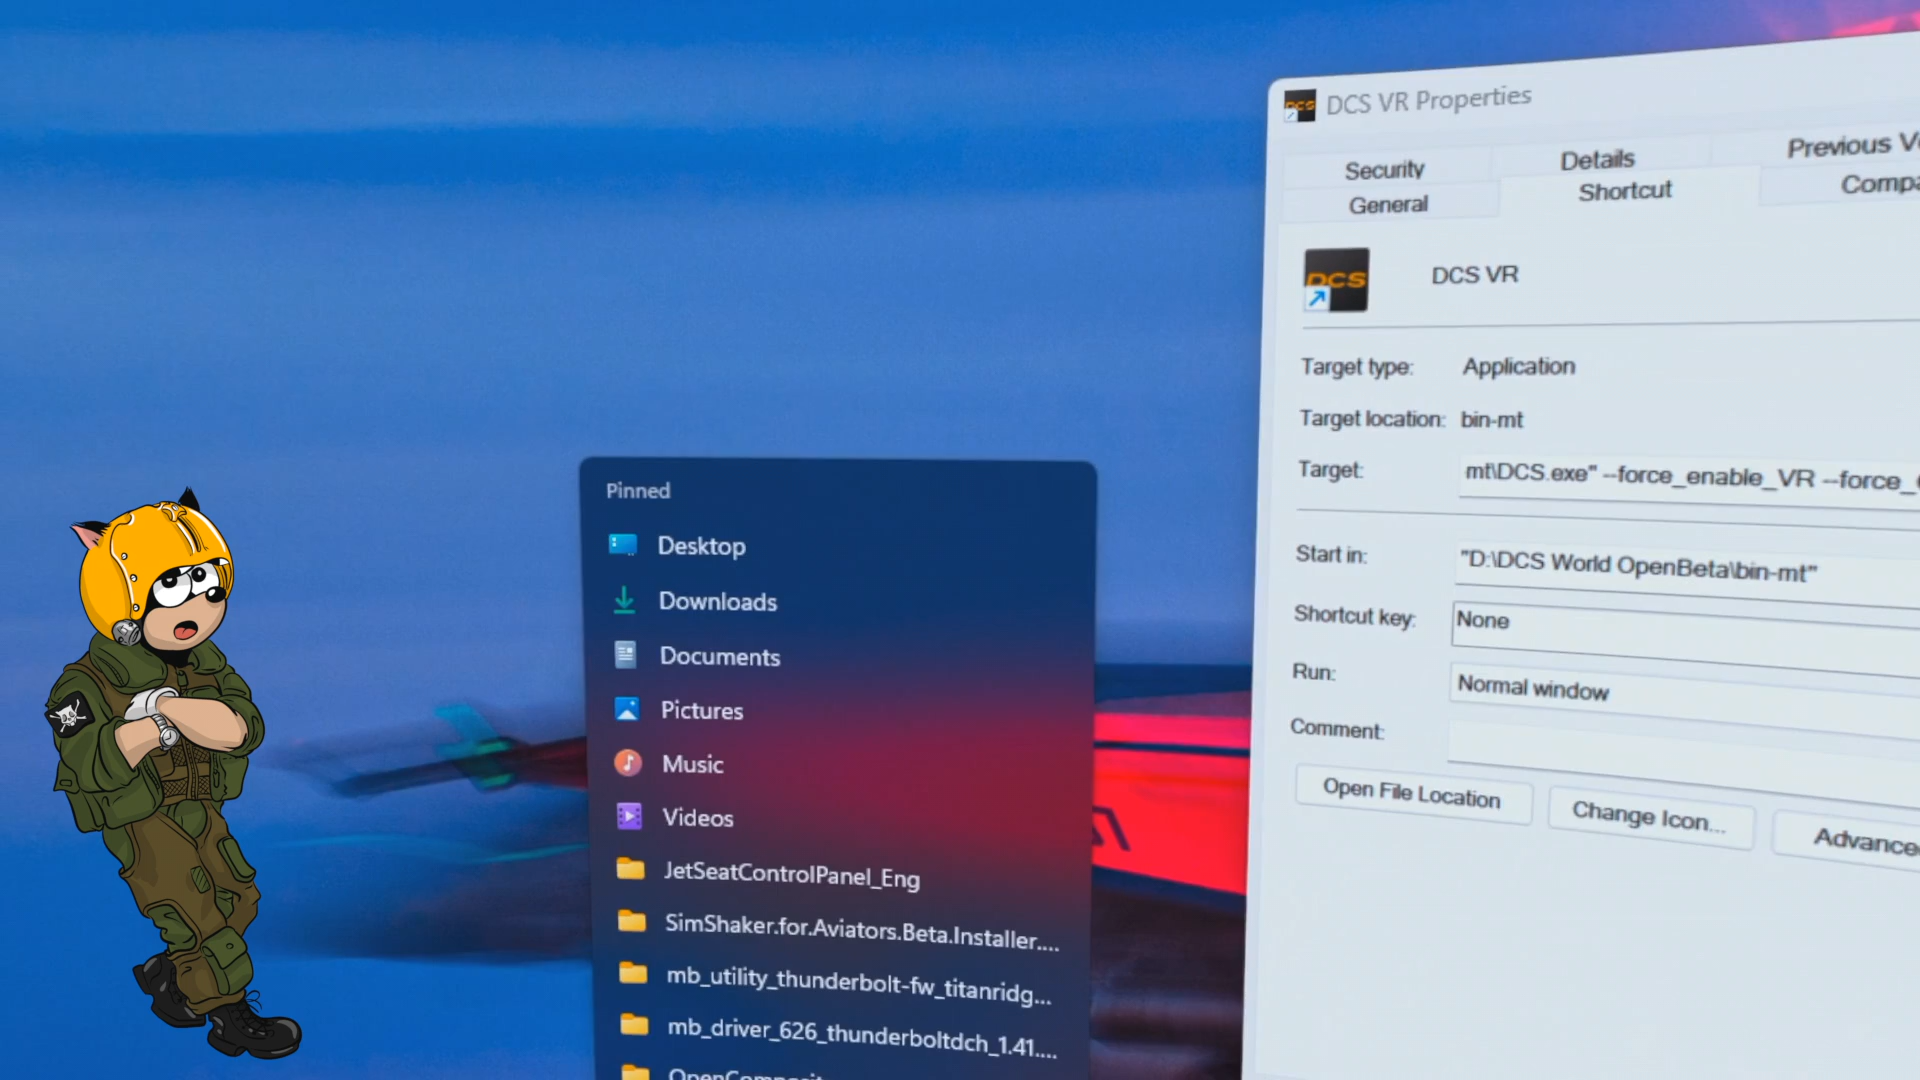 DCS
DCS VR Properties
Security
Details
Previous
General
Shortcut
DCS
DCS VR
Target type:
Application
Target location:
bin-mt
Target:
mt\DCS.exe" --force_enable_VR --force_
Start in:
"D:\DCS World OpenBeta\bin-mt"
Shortcut key:
None
Run:
Normal window
Comment:
Open File Location
Change Icon...
Pinned
Desktop
Downloads
Documents
Pictures
Music
Videos
JetSeatControlPanel_Eng
SimShaker.for.Aviators.Beta.Installer....
mb_utility_thunderbolt-fw_titanridg...
mb_driver_626_thunderboltdch_1.41....